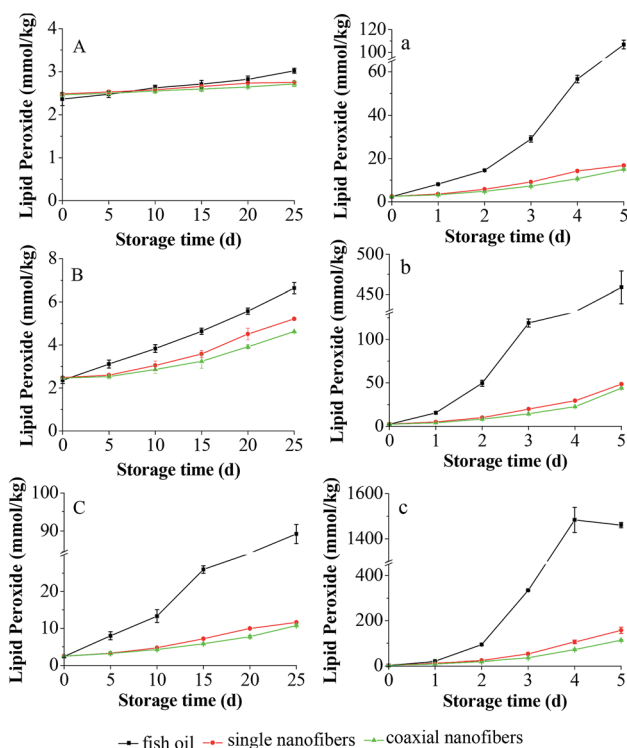 A
Lipid Peroxide (mmol/kg)
4
3
2
1
0
0 5 10 15 20 25
Storage time (d)
a
Lipid Peroxide (mmol/kg)
120
100
60
40
20
0
0 1 2 3 4 5
Storage time (d)
B
Lipid Peroxide (mmol/kg)
8
6
4
2
0
0 5 10 15 20 25
Storage time (d)
b
Lipid Peroxide (mmol/kg)
500
450
100
50
0
0 1 2 3 4 5
Storage time (d)
C
Lipid Peroxide (mmol/kg)
100
90
20
10
0
0 5 10 15 20 25
Storage time (d)
c
Lipid Peroxide (mmol/kg)
1600
1400
400
200
0
0 1 2 3 4 5
Storage time (d)
fish oil single nanofibers coaxial nanofibers